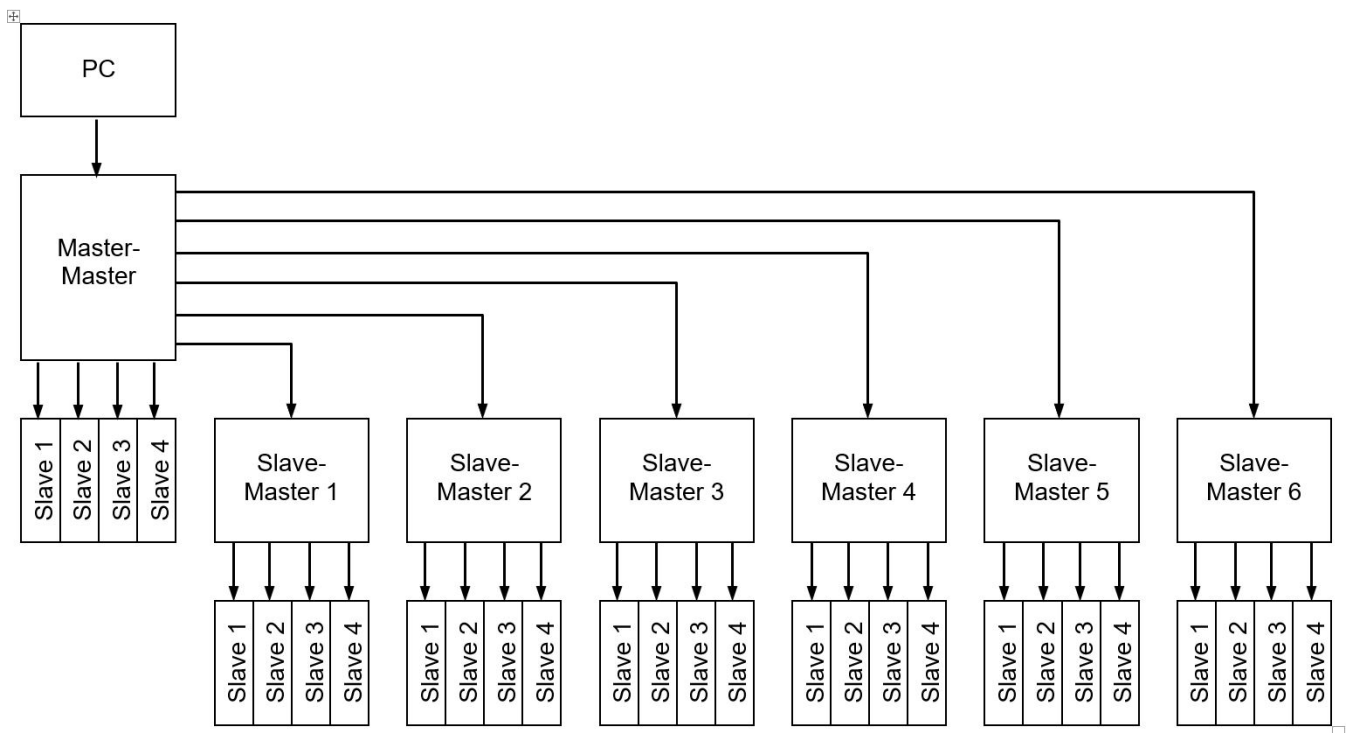 PC
Master-
Master
Slave 1
Slave 2
Slave 3
Slave 4
Slave-
Master 1
Slave-
Master 2
Slave-
Master 3
Slave-
Master 4
Slave-
Master 5
Slave-
Master 6
Slave 1
Slave 2
Slave 3
Slave 4
Slave 1
Slave 2
Slave 3
Slave 4
Slave 1
Slave 2
Slave 3
Slave 4
Slave 1
Slave 2
Slave 3
Slave 4
Slave 1
Slave 2
Slave 3
Slave 4
Slave 1
Slave 2
Slave 3
Slave 4